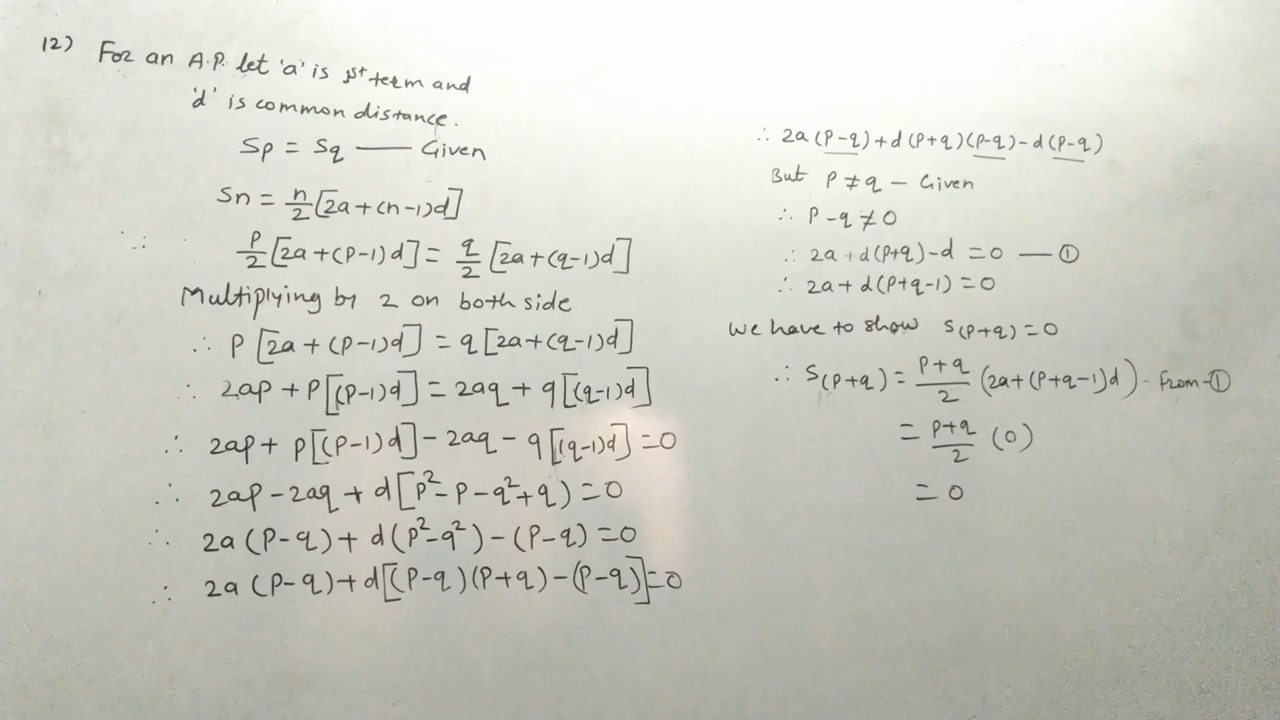 12) For an A.P. let 'a' is 1st term and
'd' is common distance.
Sp = Sq —— Given
Sn = n/2 [2a + (n-1)d]
∴ p/2 [2a + (p-1)d] = q/2 [2a + (q-1)d]
Multiplying by 2 on both side
∴ p [2a + (p-1)d] = q [2a + (q-1)d]
∴ 2ap + p[(p-1)d] = 2aq + q[(q-1)d]
∴ 2ap + p[(p-1)d] - 2aq - q[(q-1)d] = 0
∴ 2ap - 2aq + d[p² - p - q² + q) = 0
∴ 2a (p-q) + d(p² - q²) - (p-q) = 0
∴ 2a (p-q) + d[(p-q)(p+q) - (p-q)] = 0
∴ 2a (p-q) + d (p+q)(p-q) - d(p-q)
But p ≠ q - Given
∴ p - q ≠ 0
∴ 2a + d(p+q) - d = 0 — ①
∴ 2a + d(p+q-1) = 0
we have to show S(p+q) = 0
∴ S(p+q) = p+q/2 (2a + (p+q-1)d) - from - ①
= p+q/2 (0)
= 0